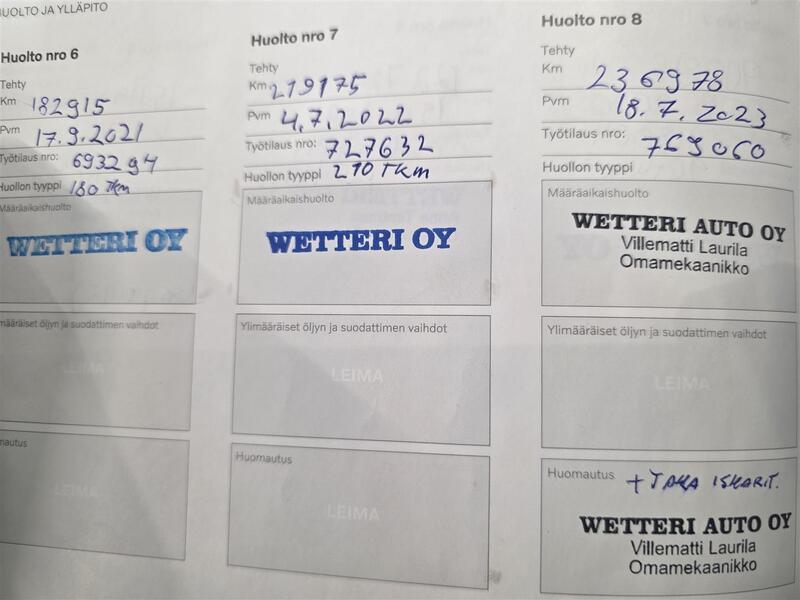 HUOLTO JA YLLÄPITO
Huolto nro 6
Tehty
Km 182915
Pvm 17.9.2021
Työtilaus nro: 693294
Huollon tyyppi 180 TKm
Määräaikaishuolto
WETTERI OY
Ylimääräiset öljyn ja suodattimen vaihdot
LEIMA
Huomautus
LEIMA
Huolto nro 7
Tehty
Km 219175
Pvm 4.7.2022
Työtilaus nro: 727632
Huollon tyyppi 210 TKm
Määräaikaishuolto
WETTERI OY
Ylimääräiset öljyn ja suodattimen vaihdot
LEIMA
Huomautus
LEIMA
Huolto nro 8
Tehty
Km 236978
Pvm 18.7.2023
Työtilaus nro: 769060
Huollon tyyppi
Määräaikaishuolto
WETTERI AUTO OY
Villematti Laurila
Omamekaanikko
Ylimääräiset öljyn ja suodattimen vaihdot
LEIMA
Huomautus + TAKA ISKARIT.
WETTERI AUTO OY
Villematti Laurila
Omamekaanikko